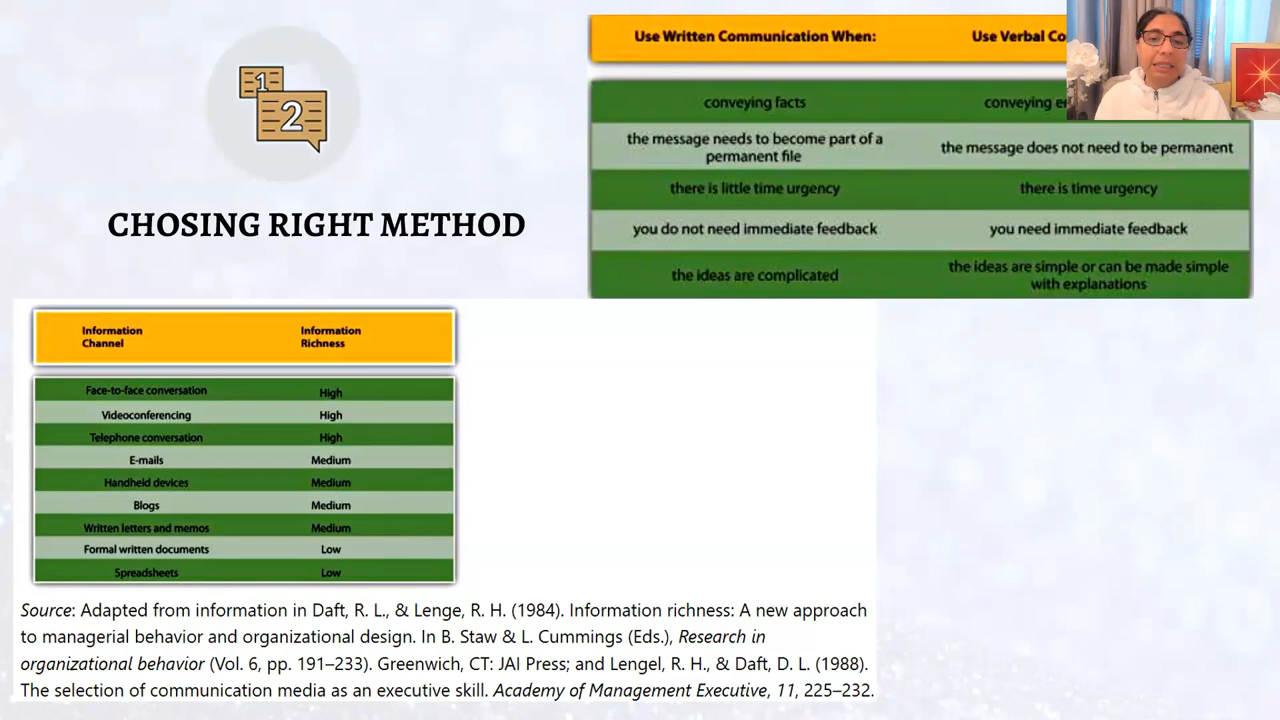 1
2
CHOSING RIGHT METHOD
Use Written Communication When: Use Verbal
conveying facts conveying
the message needs to become part of a
permanent file
the message does not need to be permanent
there is little time urgency there is time urgency
you do not need immediate feedback you need immediate feedback
the ideas are complicated
the ideas are simple or can be made simple
with explanations
Information
Channel
Information
Richness
Face-to-face conversation High
Videoconferencing High
Telephone conversation High
E-mails Medium
Handheld devices Medium
Blogs Medium
Written letters and memos Medium
Formal written documents Low
Spreadsheets Low
Source: Adapted from information in Daft, R. L., & Lenge, R. H. (1984). Information richness: A new approach
to managerial behavior and organizational design. In B. Staw & L. Cummings (Eds.), Research in
organizational behavior (Vol. 6, pp. 191–233). Greenwich, CT: JAI Press; and Lengel, R. H., & Daft, D. L. (1988).
The selection of communication media as an executive skill. Academy of Management Executive, 11, 225–232.